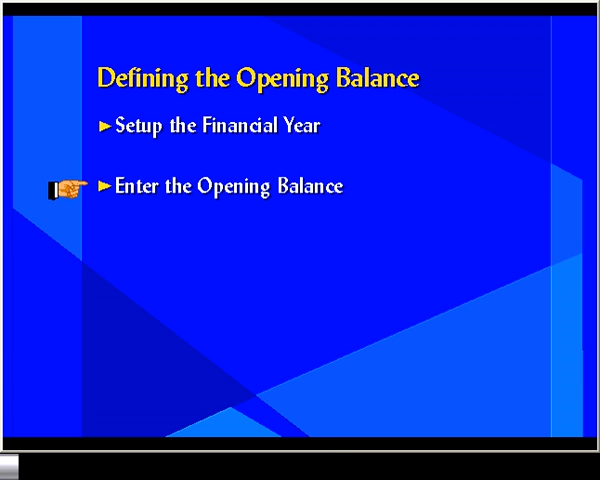 Defining the Opening Balance
Setup the Financial Year
Enter the Opening Balance